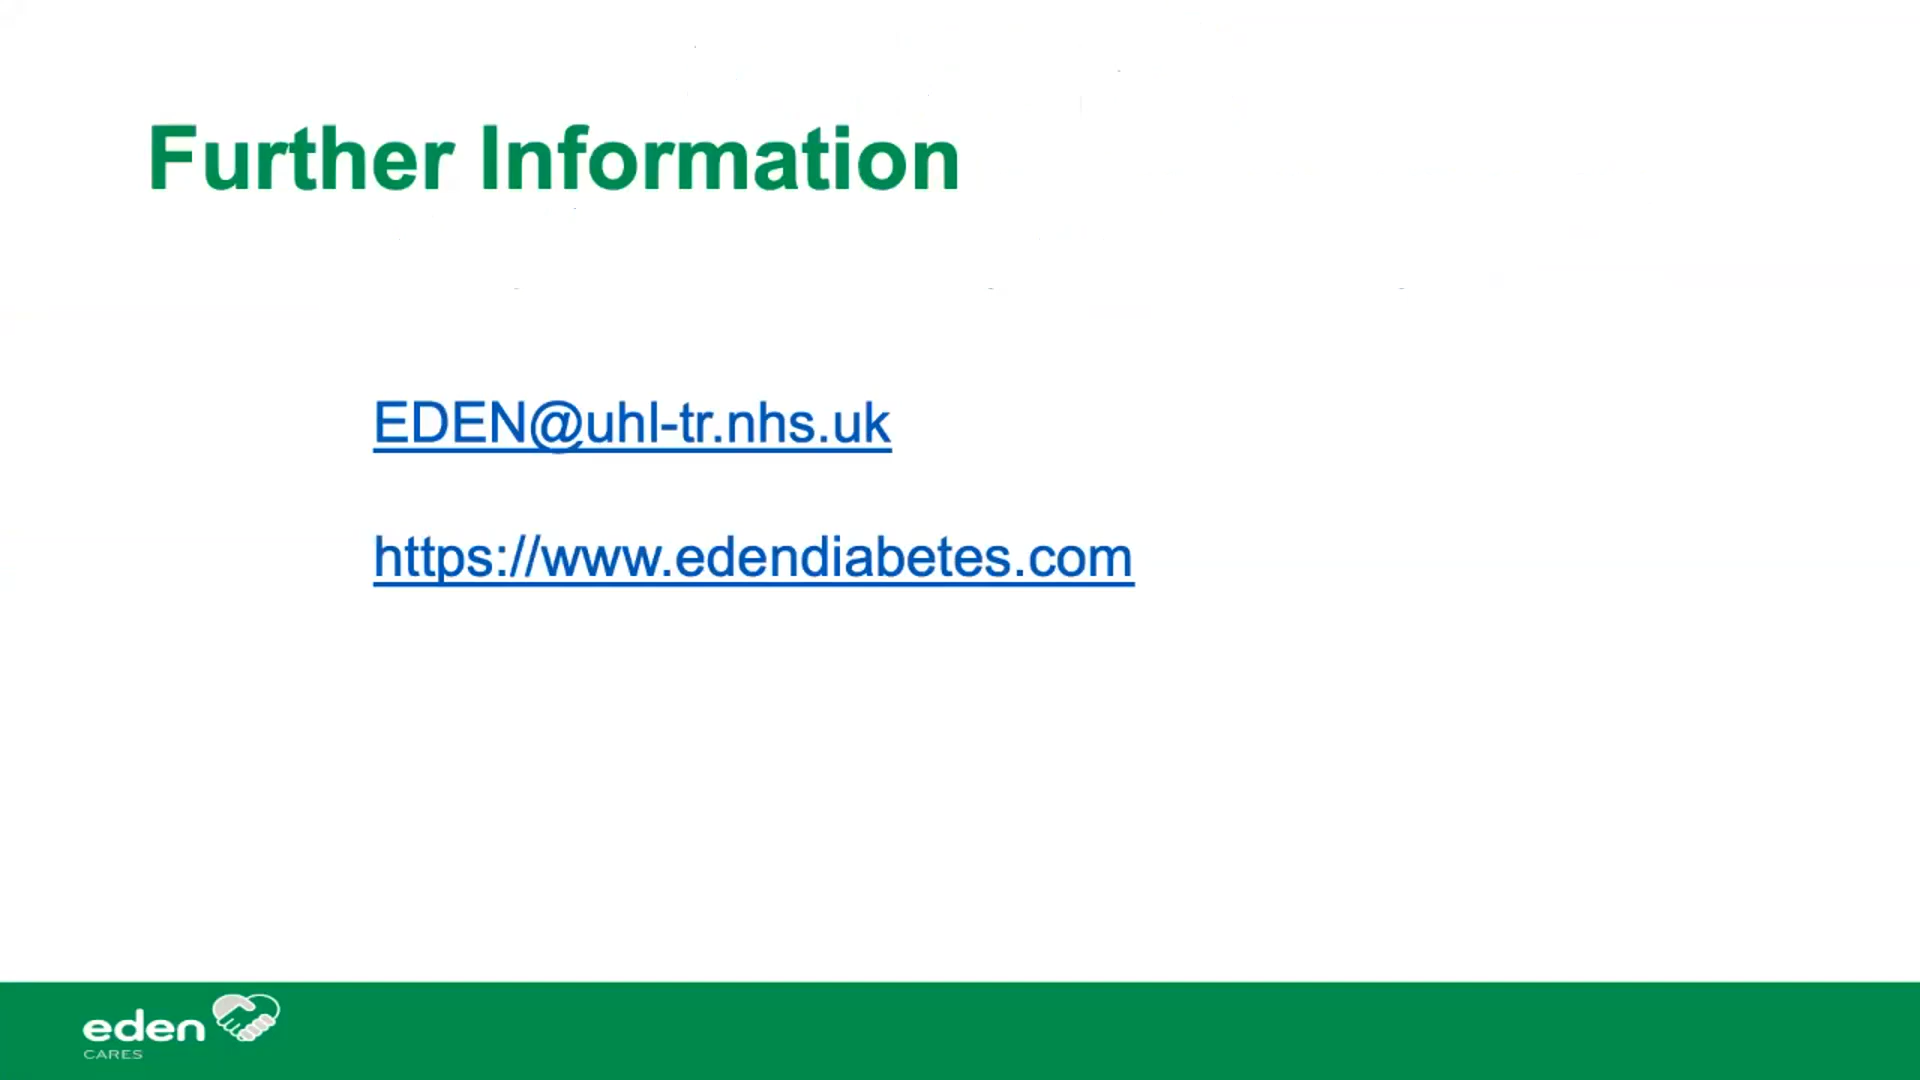 Further Information
EDEN@uhl-tr.nhs.uk
https://www.edendiabetes.com
eden
CARES